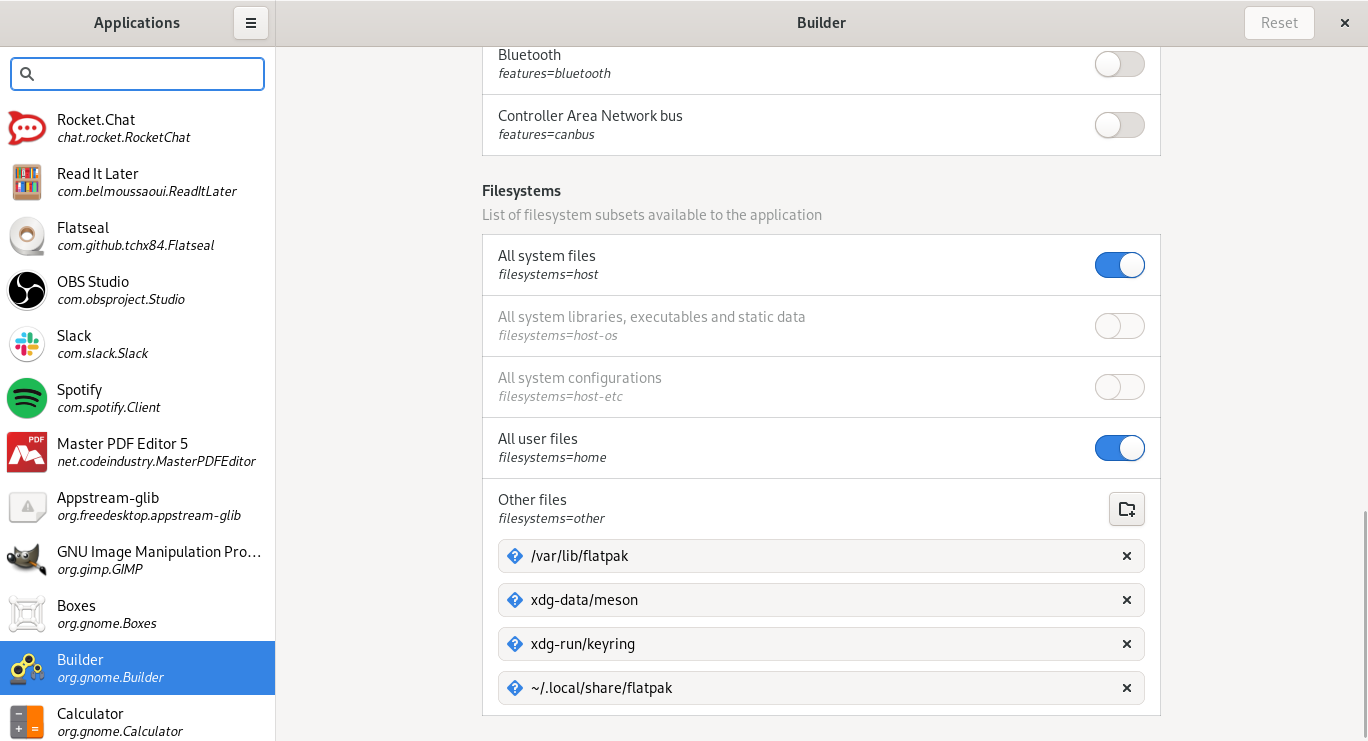 Applications
Builder
Reset
Rocket.Chat
chat.rocket.RocketChat
Read It Later
com.belmoussaoui.ReadItLater
Flatseal
com.github.tchx84.Flatseal
OBS Studio
com.obsproject.Studio
Slack
com.slack.Slack
Spotify
com.spotify.Client
PDF
Master PDF Editor 5
net.codeindustry.MasterPDFEditor
Appstream-glib
org.freedesktop.appstream-glib
GNU Image Manipulation Pro…
org.gimp.GIMP
Boxes
org.gnome.Boxes
Builder
org.gnome.Builder
Calculator
org.gnome.Calculator
Bluetooth
features=bluetooth
Controller Area Network bus
features=canbus
Filesystems
List of filesystem subsets available to the application
All system files
filesystems=host
All system libraries, executables and static data
filesystems=host-os
All system configurations
filesystems=host-etc
All user files
filesystems=home
Other files
filesystems=other
/var/lib/flatpak
xdg-data/meson
xdg-run/keyring
~/.local/share/flatpak